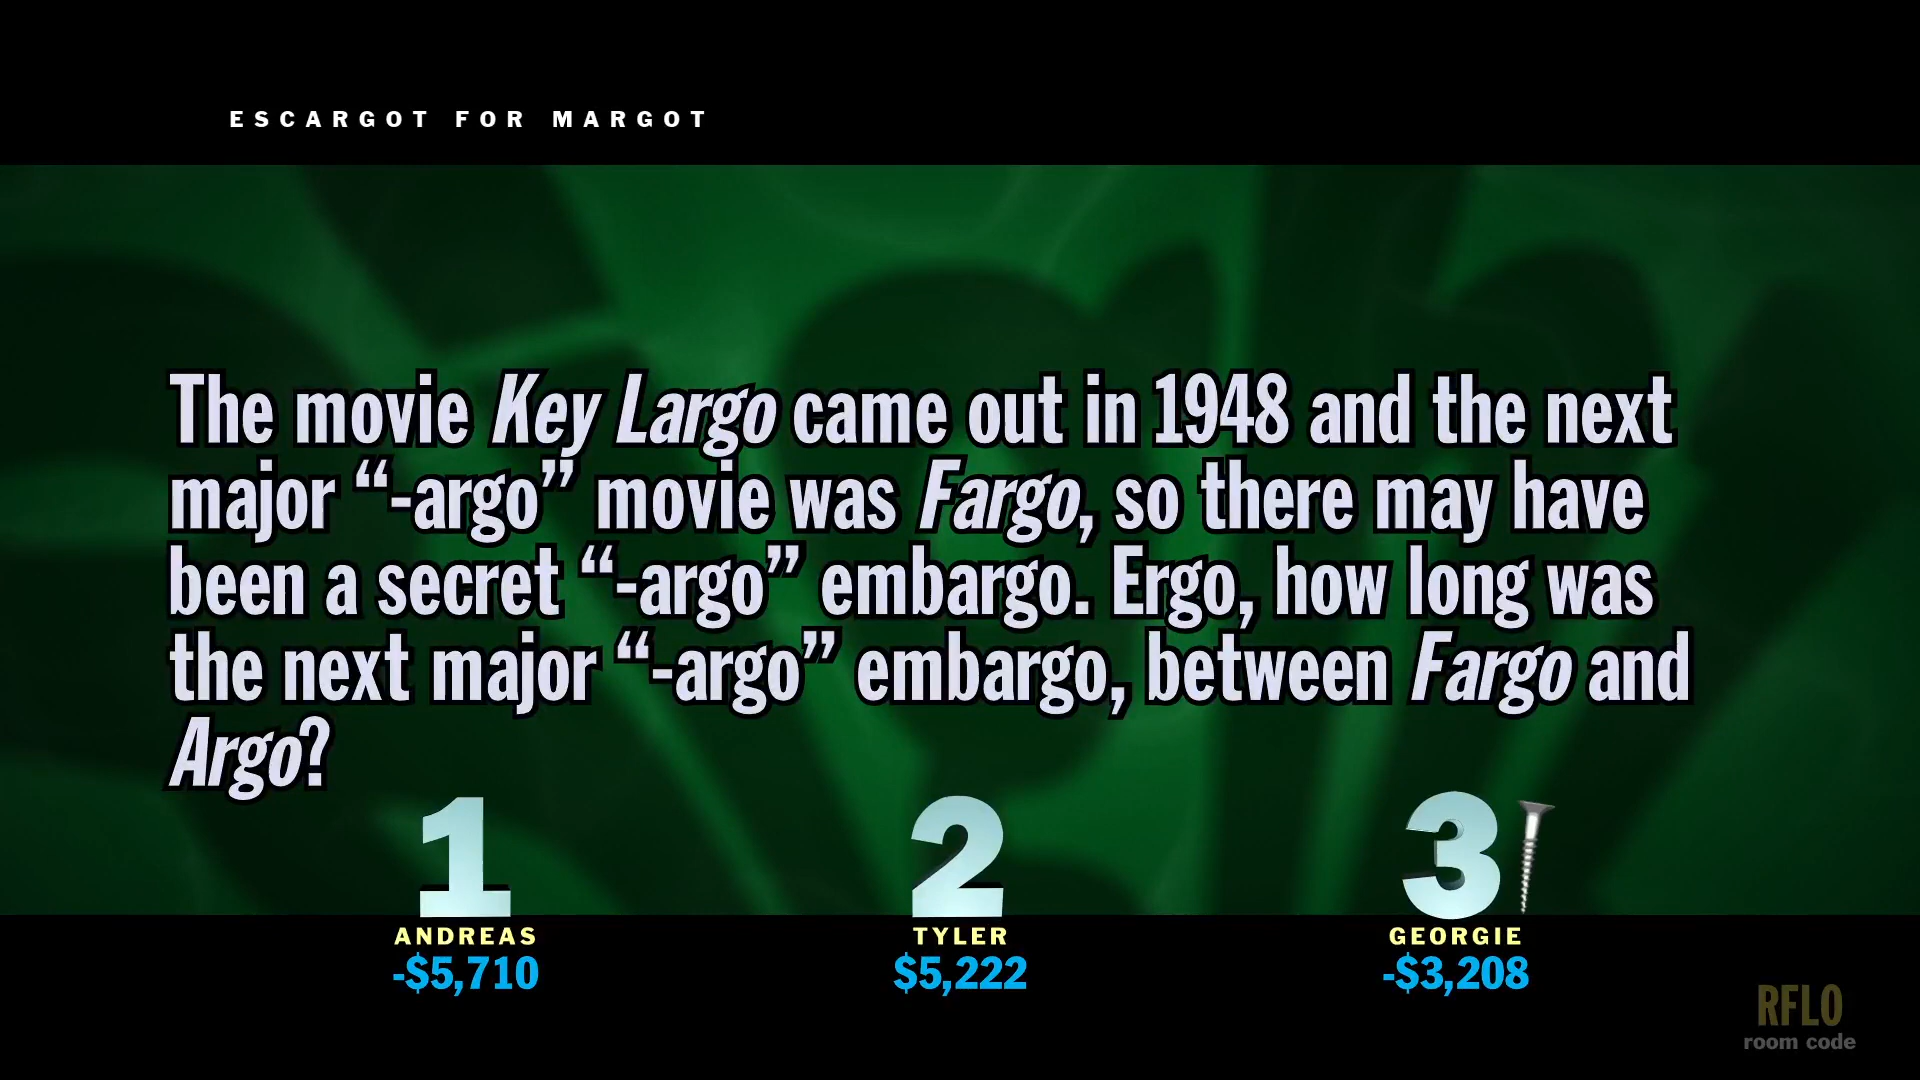 ESCARGOT FOR MARGOT
The movie Key Largo came out in 1948 and the next
major “-argo” movie was Fargo, so there may have
been a secret “-argo” embargo. Ergo, how long was
the next major “-argo” embargo, between Fargo and
Argo?
1 2 3
ANDREAS TYLER GEORGIE
-$5,710 $5,222 -$3,208
RFLO
room code